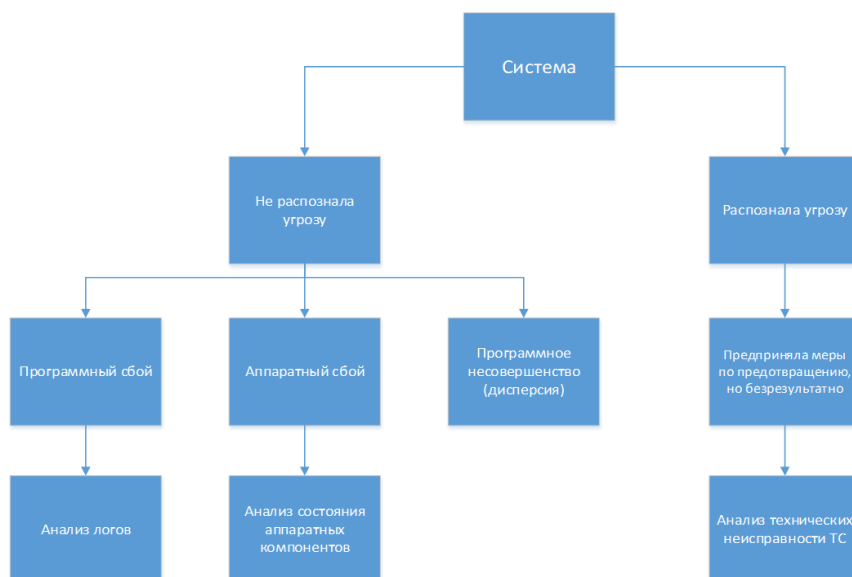 Система
Не распознала
угрозу
Распознала угрозу
Программный сбой
Аппаратный сбой
Программное
несовершенство
(дисперсия)
Предприняла меры
по предотвращению,
но безрезультатно
Анализ логов
Анализ состояния
аппаратных
компонентов
Анализ технических
неисправности ТС